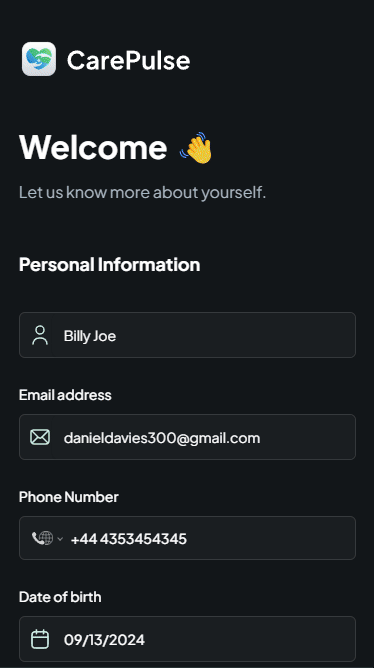 CarePulse
Welcome 👋
Let us know more about yourself.
Personal Information
Billy Joe
Email address
danieldavies300@gmail.com
Phone Number
+44 4353454345
Date of birth
09/13/2024